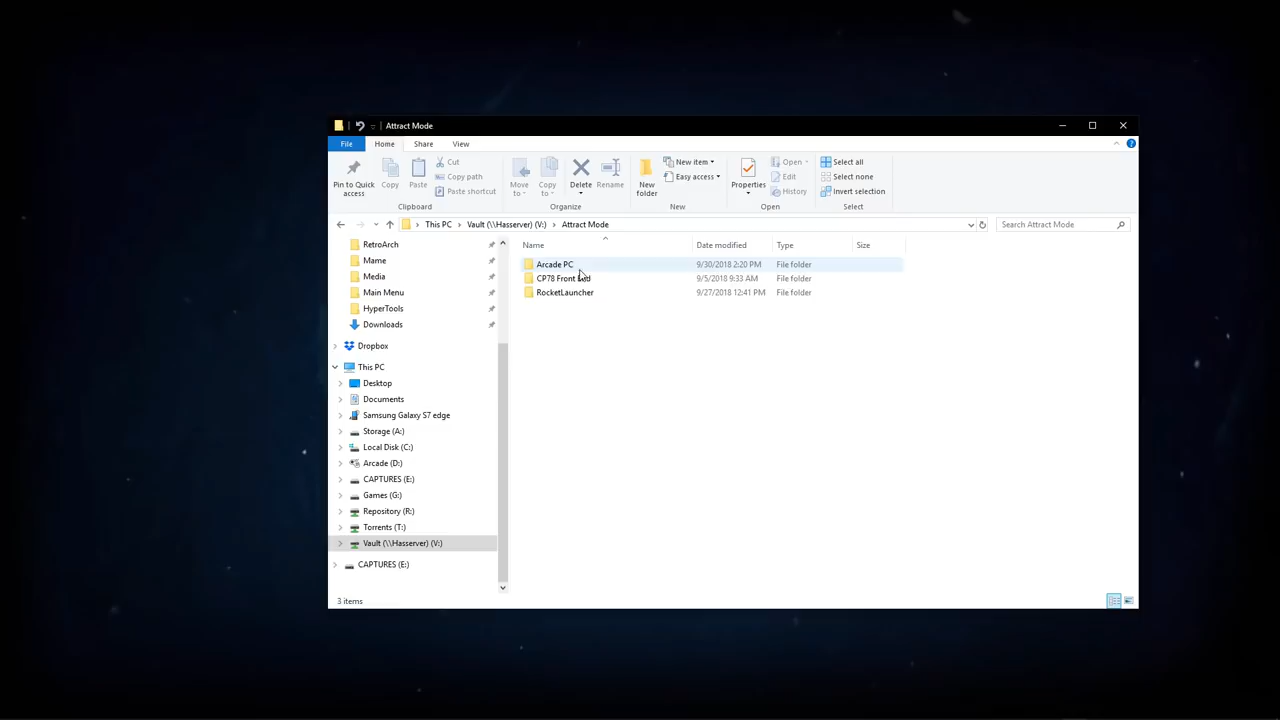 Attract Mode
File Home Share View
Pin to Quick access
Copy
Paste
Cut
Copy path
Paste shortcut
Clipboard
Move to
Copy to
Delete
Rename
Organize
New folder
New item
Easy access
New
Properties
Open
Edit
History
Open
Select all
Select none
Invert selection
Select
This PC > Vault (\\Hasserver) (V:) > Attract Mode
Search Attract Mode
RetroArch
Mame
Media
Main Menu
HyperTools
Downloads
Dropbox
This PC
Desktop
Documents
Samsung Galaxy S7 edge
Storage (A:)
Local Disk (C:)
Arcade (D:)
CAPTURES (E:)
Games (G:)
Repository (R:)
Torrents (T:)
Vault (\\Hasserver) (V:)
CAPTURES (E:)
Name Date modified Type Size
Arcade PC 9/30/2018 2:20 PM File folder
CP78 Front 9/5/2018 9:33 AM File folder
RocketLauncher 9/27/2018 12:41 PM File folder
3 items